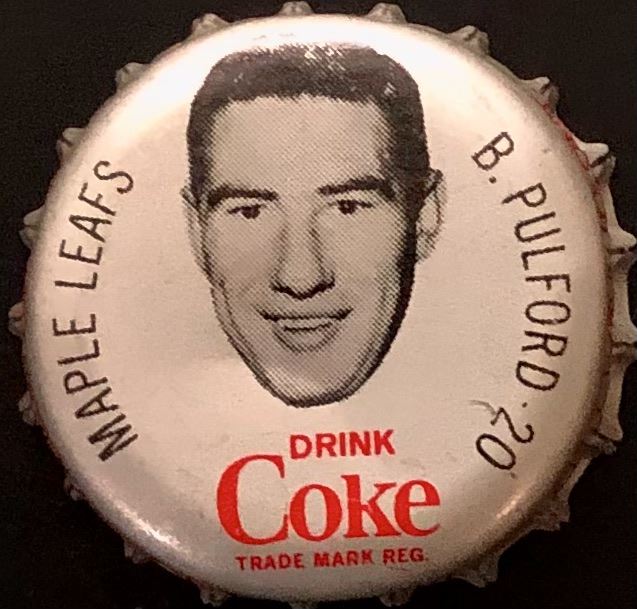 MAPLE LEAFS
B. PULFORD · 20
DRINK
Coke
TRADE MARK REG.